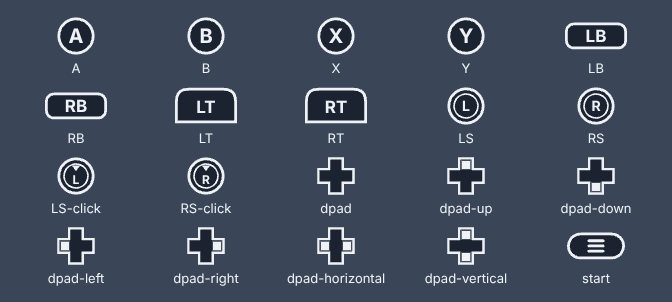 A B X Y LB
A B X Y LB
RB LT RT L R
RB LT RT LS RS
L R
LS-click RS-click dpad dpad-up dpad-down
dpad-left dpad-right dpad-horizontal dpad-vertical start